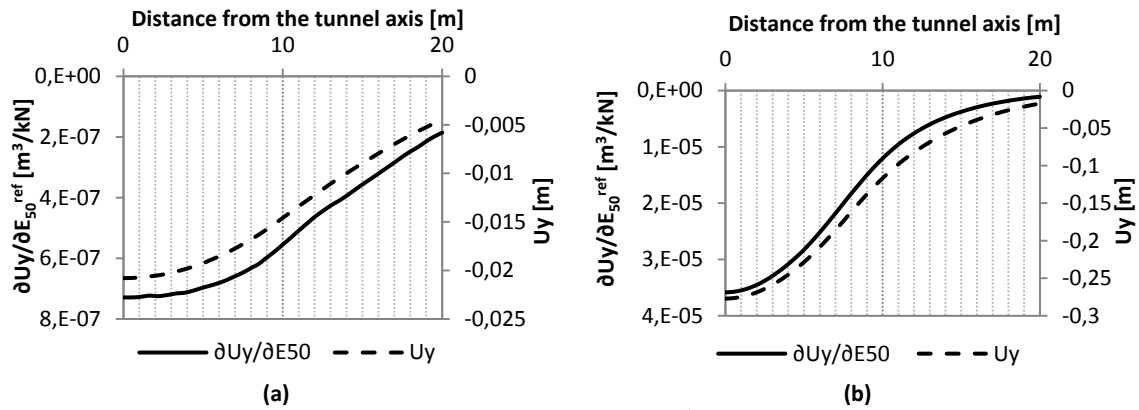 Distance from the tunnel axis [m]
0 10 20
0,E+00 0
2,E-07 -0,005
4,E-07 -0,01
-0,015
6,E-07 -0,02
8,E-07 -0,025
∂Uy/∂E₅₀ʳᵉᶠ [m³/kN]
Uy [m]
∂Uy/∂E50 Uy
(a)
Distance from the tunnel axis [m]
0 10 20
0,E+00 0
-0,05
1,E-05 -0,1
2,E-05 -0,15
-0,2
3,E-05 -0,25
4,E-05 -0,3
∂Uy/∂E₅₀ʳᵉᶠ [m³/kN]
Uy [m]
∂Uy/∂E50 Uy
(b)